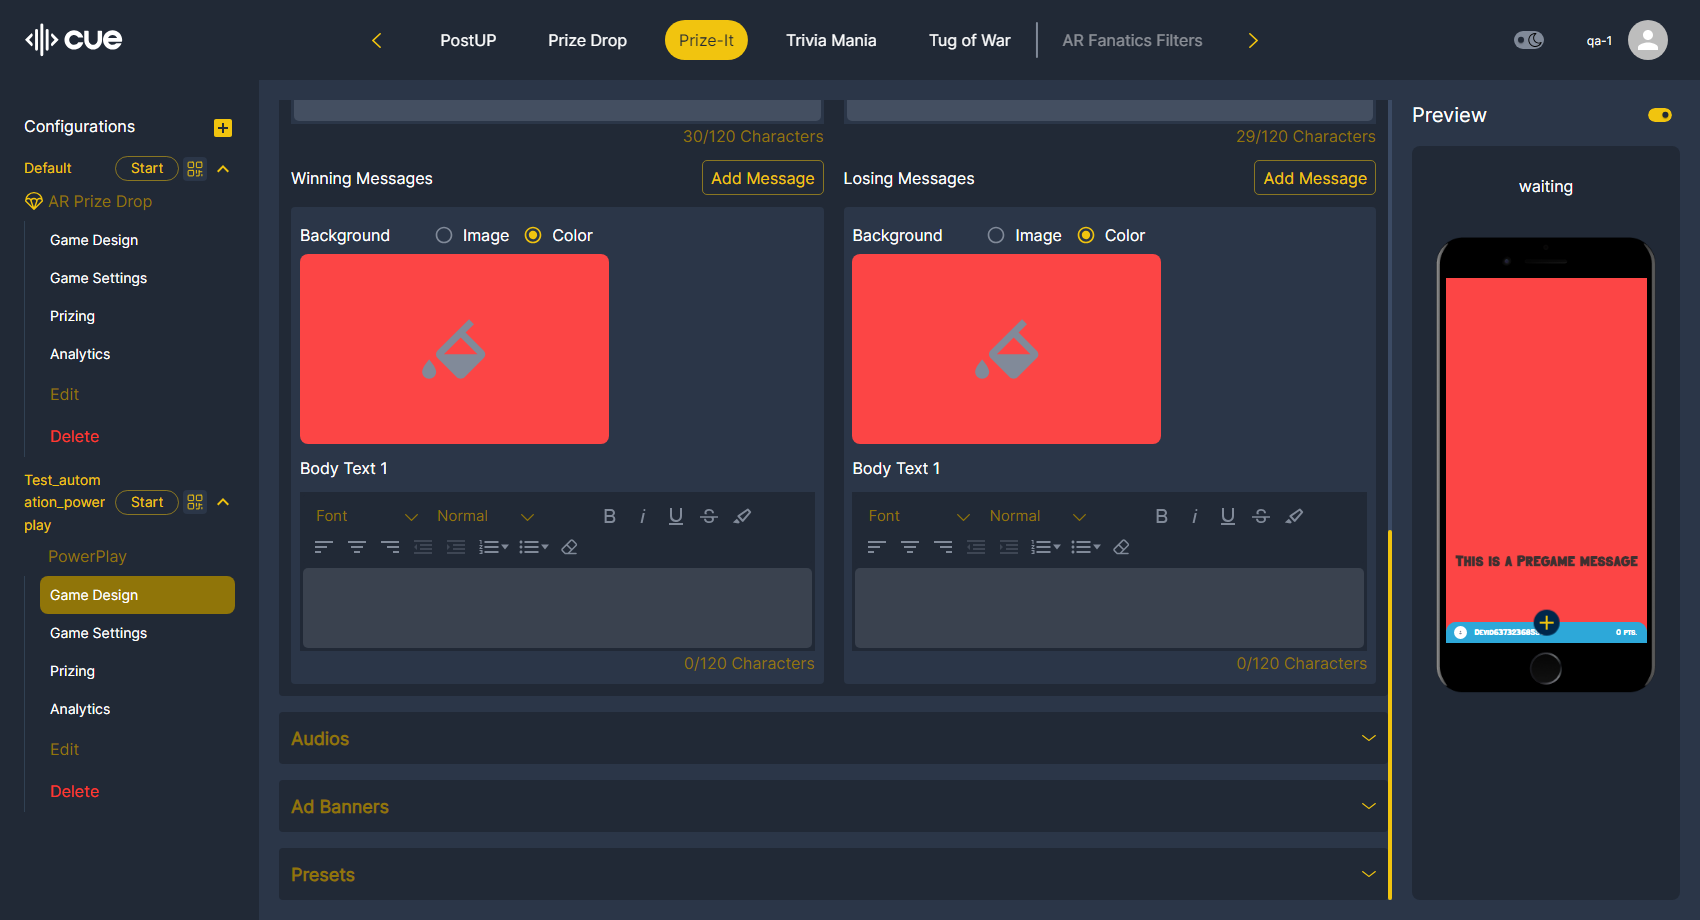 cue
PostUP
Prize Drop
Prize-It
Trivia Mania
Tug of War
AR Fanatics Filters
qa-1
Configurations
Default
Start
AR Prize Drop
Game Design
Game Settings
Prizing
Analytics
Edit
Delete
Test_autom
ation_power
play
Start
PowerPlay
Game Design
Game Settings
Prizing
Analytics
Edit
Delete
30/120 Characters
29/120 Characters
Winning Messages
Add Message
Losing Messages
Add Message
Background
Image
Color
Background
Image
Color
Body Text 1
Body Text 1
Font
Normal
Font
Normal
0/120 Characters
0/120 Characters
Audios
Ad Banners
Presets
Preview
waiting
This is a Pregame message
0 pts.